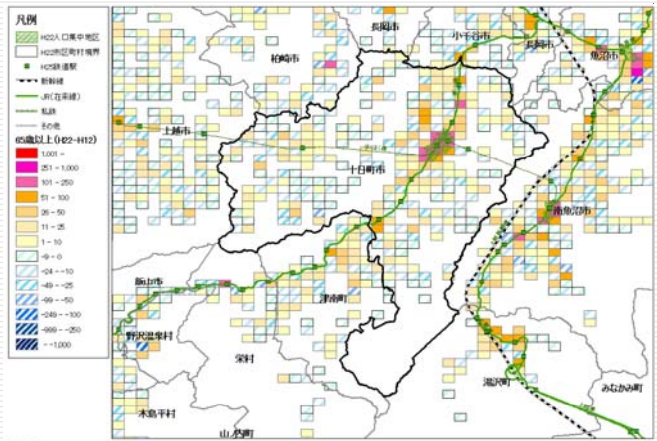 凡例
H22人口集中地区
H22市区町村境界
H25鉄道駅
新幹線
JR(在来線)
私鉄
その他
65歳以上(H22-H12)
1,001 -
251 - 1,000
101 - 250
51 - 100
26 - 50
11 - 25
1 - 10
-9 - 0
-24 - -10
-49 - -25
-99 - -50
-249 - -100
-999 - -250
- -1,000
長岡市
小千谷市
長岡市
魚沼市
柏崎市
上越市
十日町市
南魚沼市
飯山市
津南町
野沢温泉村
栄村
湯沢町
みなかみ町
木島平村
山ノ内町